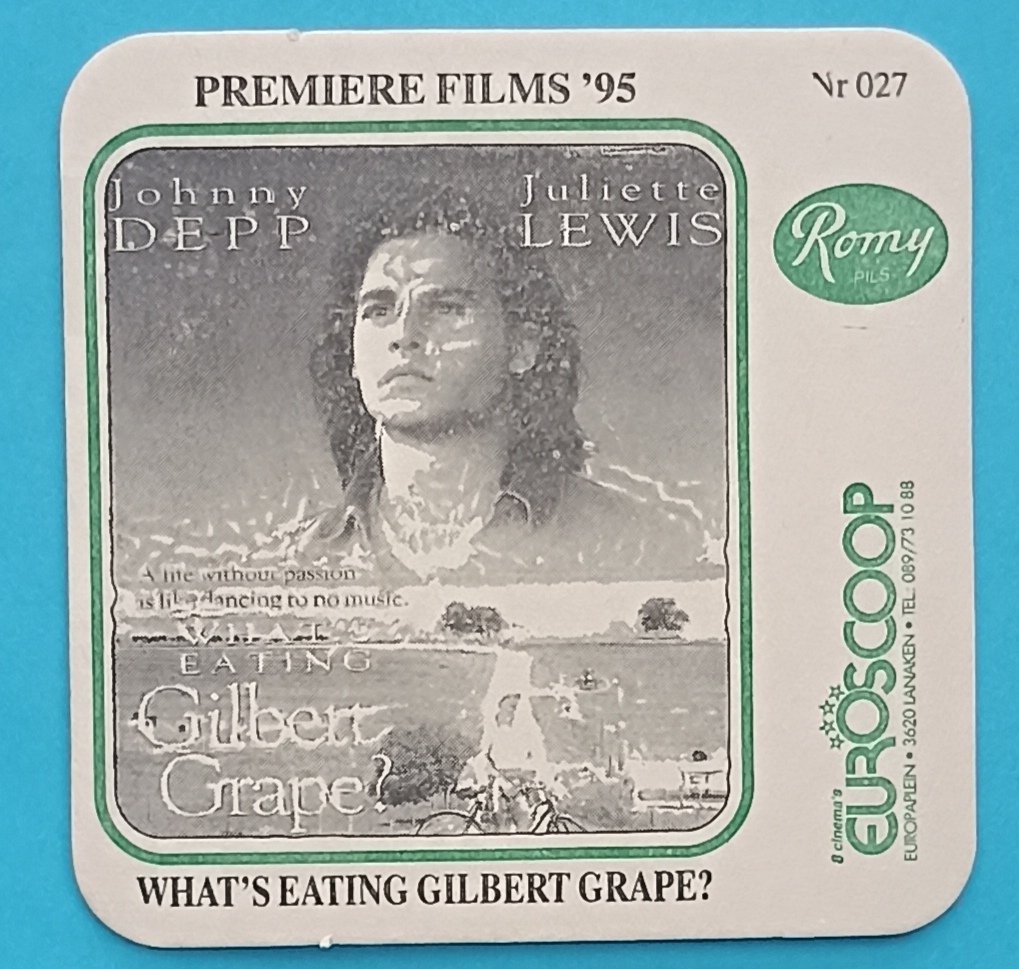 PREMIERE FILMS ’95
Nr 027
Johnny
DEPP
Juliette
LEWIS
Romy
PILS
A life without passion
is like dancing to no music.
WHAT'S
EATING
Gilbert
Grape?
8 cinema's
EUROSCOOP
EUROPAPLEIN • 3620 LANAKEN • TEL. 089/73 10 88
WHAT’S EATING GILBERT GRAPE?